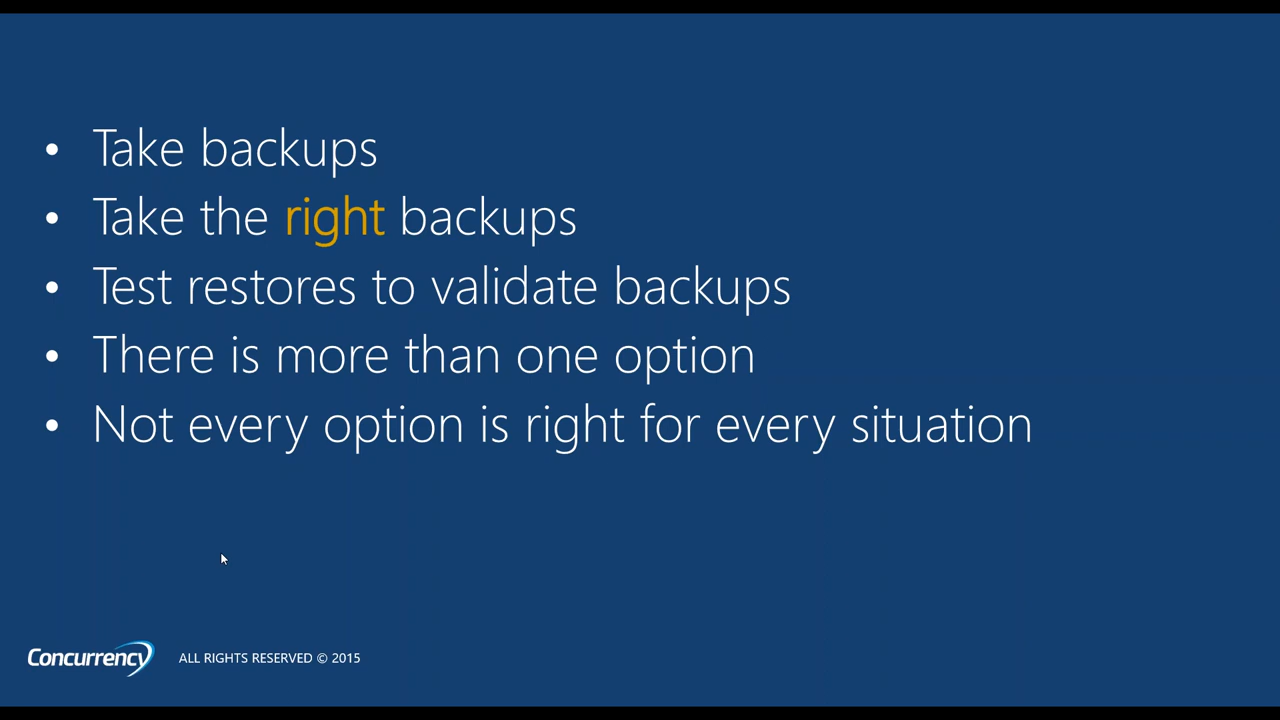 • Take backups
• Take the right backups
• Test restores to validate backups
• There is more than one option
• Not every option is right for every situation
Concurrency ALL RIGHTS RESERVED © 2015